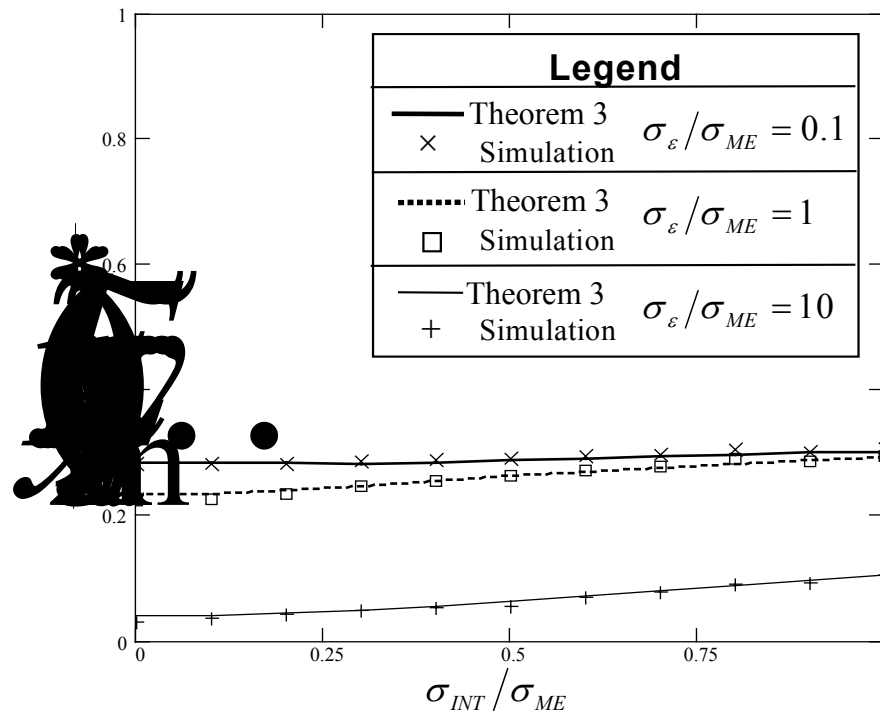 1
0.8
0.6
0.2
0
0
0.25
0.5
0.75
σ_INT/σ_ME
Legend
Theorem 3
Simulation
σ_ε/σ_ME = 0.1
Theorem 3
Simulation
σ_ε/σ_ME = 1
Theorem 3
Simulation
σ_ε/σ_ME = 10